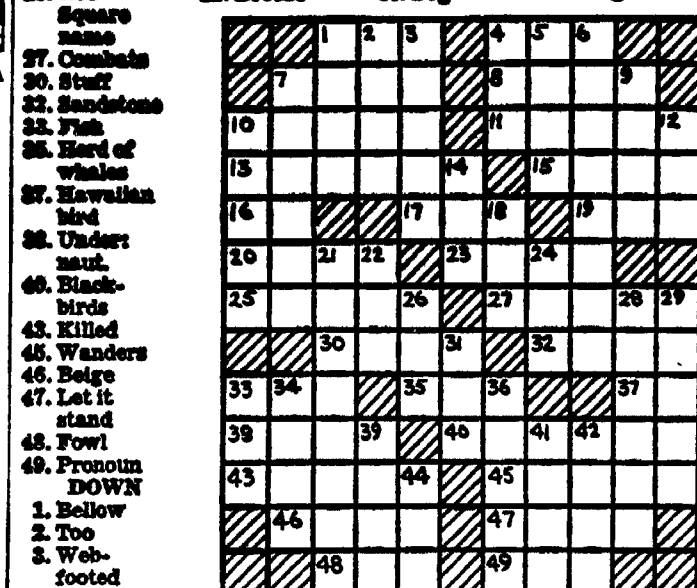 Square
name
27. Combats
30. Stuff
32. Sandstone
33. Fish
35. Herd of
whales
37. Hawaiian
bird
38. Under:
naut.
40. Black-
birds
43. Killed
45. Wanders
46. Beige
47. Let it
stand
48. Fowl
49. Pronoun
DOWN
1. Bellow
2. Too
3. Web-
footed
1 2 3 4 5 6
7 8 9
10 11 12
13 14 15
16 17 18 19
20 21 22 23 24
25 26 27 28 29
30 31 32
33 34 35 36 37
38 39 40 41 42
43 44 45
46 47
48 49